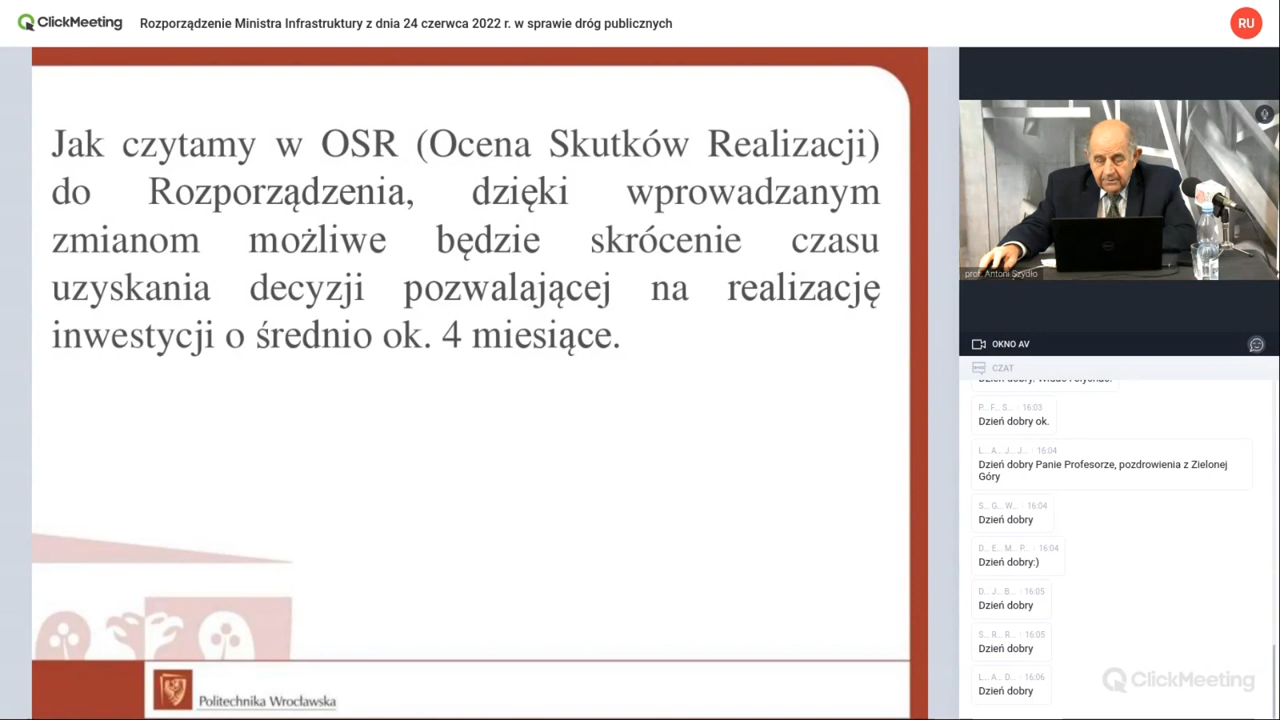 ClickMeeting
Rozporządzenie Ministra Infrastruktury z dnia 24 czerwca 2022 r. w sprawie dróg publicznych
RU
Jak czytamy w OSR (Ocena Skutków Realizacji)
do Rozporządzenia, dzięki wprowadzanym
zmianom możliwe będzie skrócenie czasu
uzyskania decyzji pozwalającej na realizację
inwestycji o średnio ok. 4 miesiące.
Politechnika Wrocławska
prof. Antoni Szydło
OKNO AV
CZAT
P... F... S... 16:03
Dzień dobry ok.
L... A... J... J... 16:04
Dzień dobry Panie Profesorze, pozdrowienia z Zielonej
Góry
S... G... W... 16:04
Dzień dobry
D... E... M... P... 16:04
Dzień dobry:)
D... J... B... 16:05
Dzień dobry
S... R... R... 16:05
Dzień dobry
L... A... D... 16:06
Dzień dobry
ClickMeeting